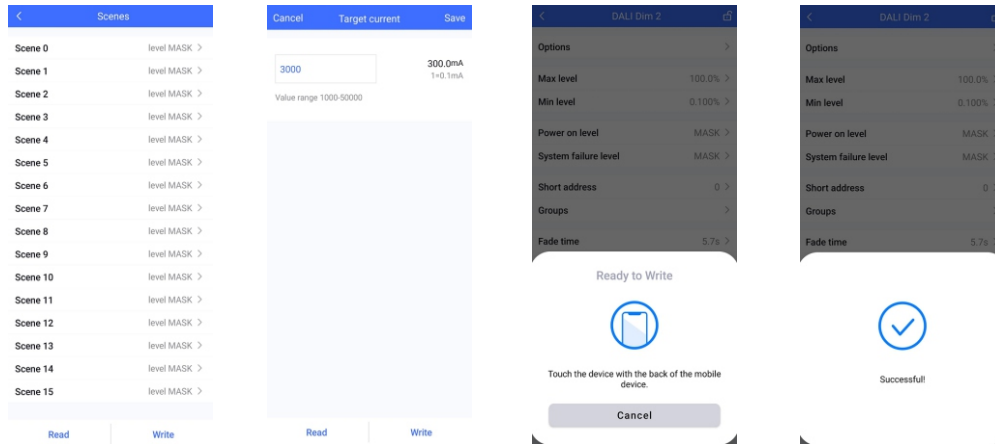 Scenes
Scene 0 level MASK
Scene 1 level MASK
Scene 2 level MASK
Scene 3 level MASK
Scene 4 level MASK
Scene 5 level MASK
Scene 6 level MASK
Scene 7 level MASK
Scene 8 level MASK
Scene 9 level MASK
Scene 10 level MASK
Scene 11 level MASK
Scene 12 level MASK
Scene 13 level MASK
Scene 14 level MASK
Scene 15 level MASK
Read Write
Cancel Target current Save
3000 300.0mA
1=0.1mA
Value range 1000-50000
Read Write
DALI Dim 2
Options
Max level 100.0%
Min level 0.100%
Power on level MASK
System failure level MASK
Short address 0
Groups
Fade time 5.7s
Ready to Write
Touch the device with the back of the mobile
device.
Cancel
DALI Dim 2
Options
Max level 100.0%
Min level 0.100%
Power on level MASK
System failure level MASK
Short address 0
Groups
Fade time 5.7s
Successful!